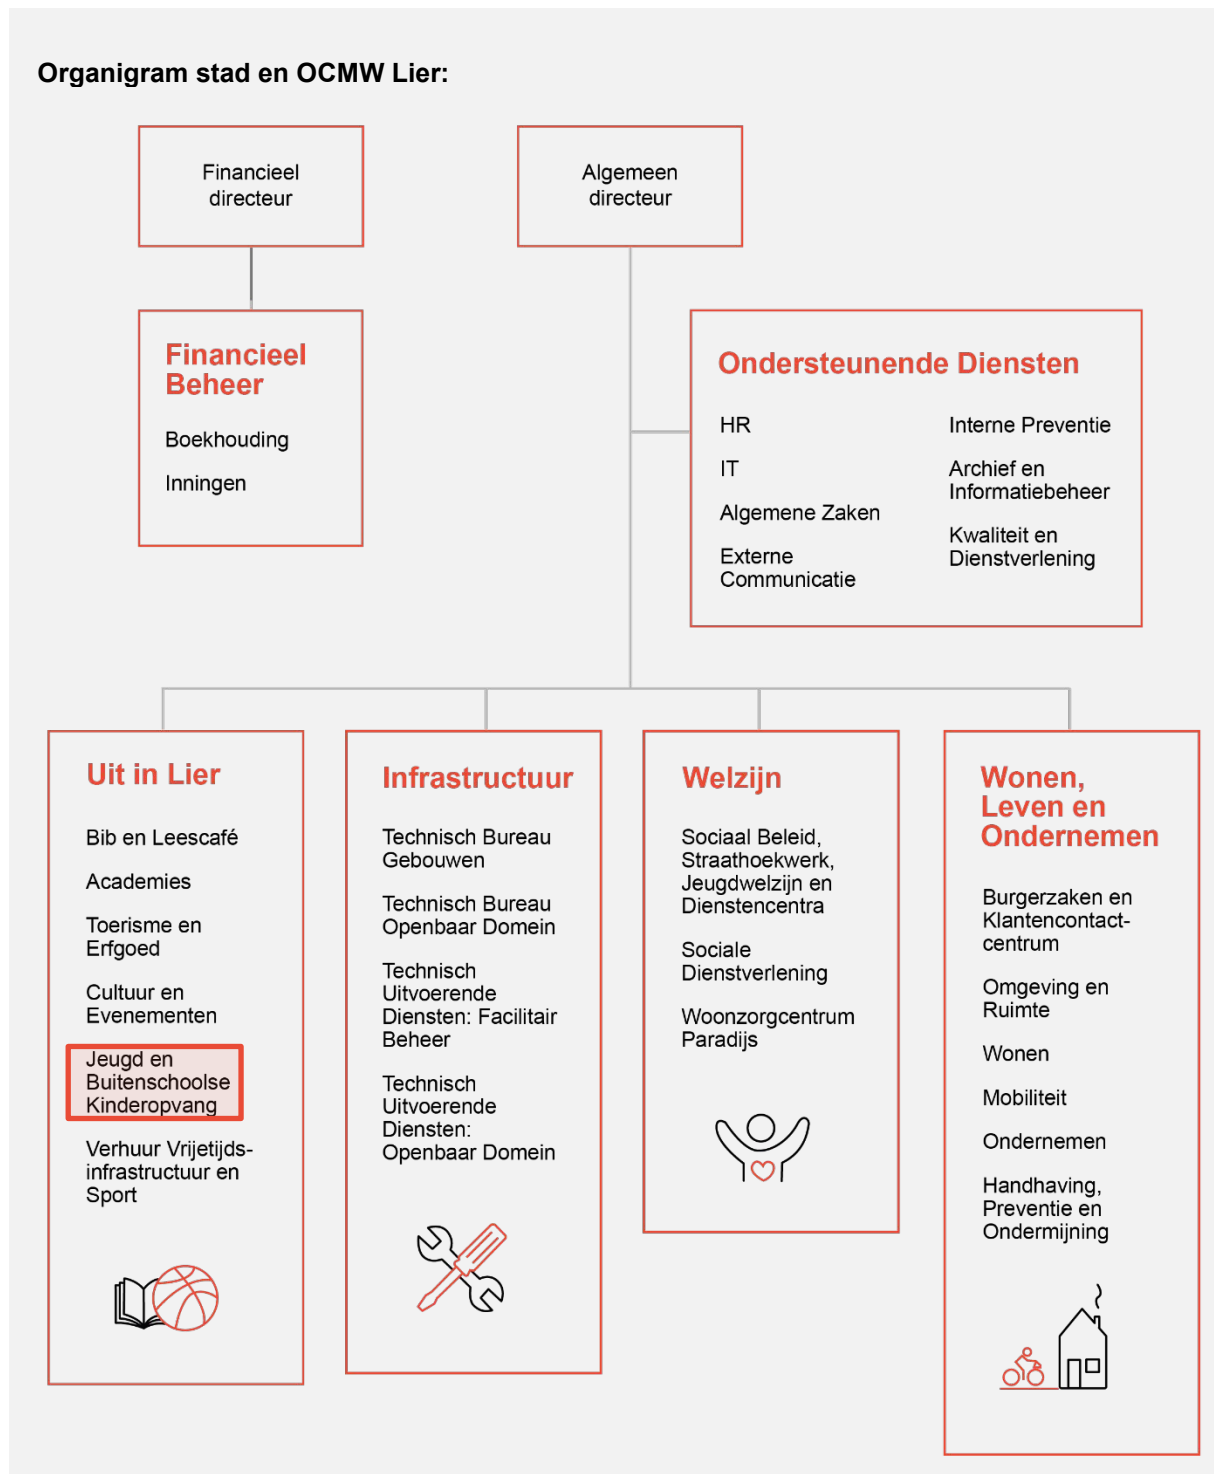 Organigram stad en OCMW Lier:
Financieel
directeur
Algemeen
directeur
Financieel
Beheer
Boekhouding
Inningen
Ondersteunende Diensten
HR
IT
Algemene Zaken
Externe
Communicatie
Interne Preventie
Archief en
Informatiebeheer
Kwaliteit en
Dienstverlening
Uit in Lier
Bib en Leescafé
Academies
Toerisme en
Erfgoed
Cultuur en
Evenementen
Jeugd en
Buitenschoolse
Kinderopvang
Verhuur Vrijetijds-
infrastructuur en
Sport
Infrastructuur
Technisch Bureau
Gebouwen
Technisch Bureau
Openbaar Domein
Technisch
Uitvoerende
Diensten: Facilitair
Beheer
Technisch
Uitvoerende
Diensten:
Openbaar Domein
Welzijn
Sociaal Beleid,
Straathoekwerk,
Jeugdwelzijn en
Dienstencentra
Sociale
Dienstverlening
Woonzorgcentrum
Paradijs
Wonen,
Leven en
Ondernemen
Burgerzaken en
Klantencontact-
centrum
Omgeving en
Ruimte
Wonen
Mobiliteit
Ondernemen
Handhaving,
Preventie en
Ondermijning